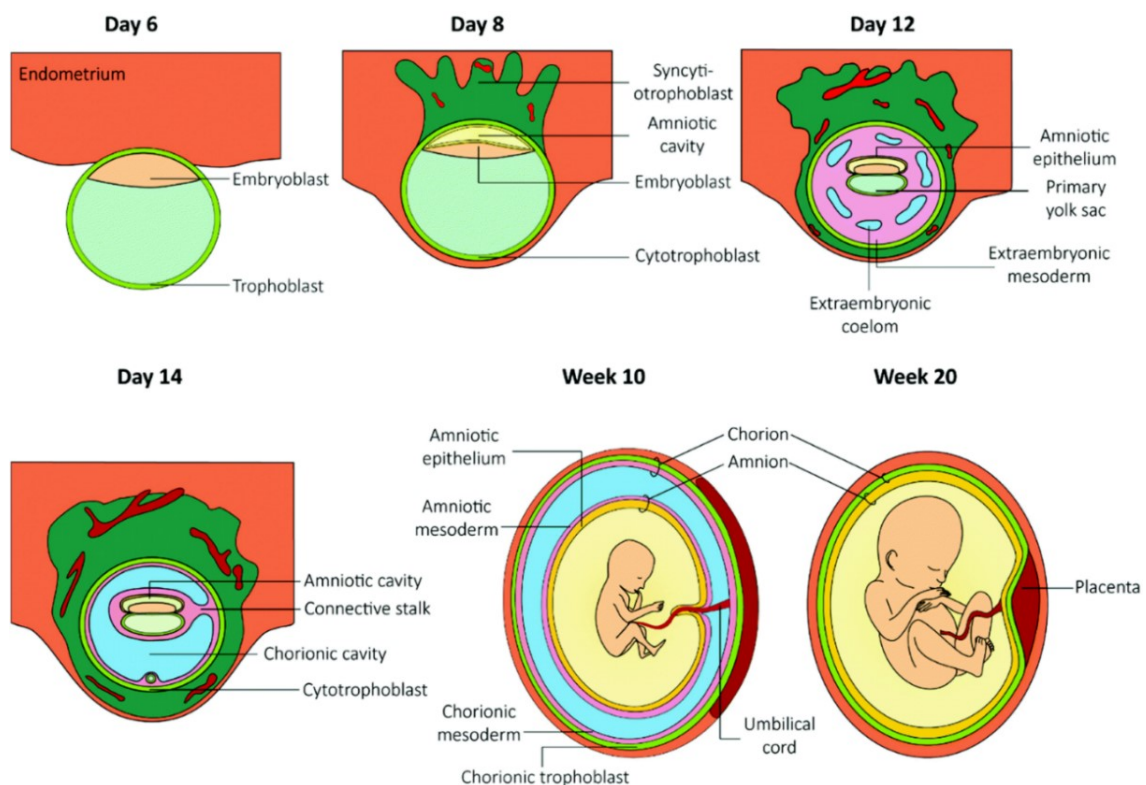 Day 6
Day 8
Day 12
Endometrium
Embryoblast
Trophoblast
Syncyti-
otrophoblast
Amniotic
cavity
Embryoblast
Cytotrophoblast
Amniotic
epithelium
Primary
yolk sac
Extraembryonic
mesoderm
Extraembryonic
coelom
Day 14
Week 10
Week 20
Amniotic cavity
Connective stalk
Chorionic cavity
Cytotrophoblast
Amniotic
epithelium
Amniotic
mesoderm
Chorionic
mesoderm
Chorionic trophoblast
Chorion
Amnion
Umbilical
cord
Placenta